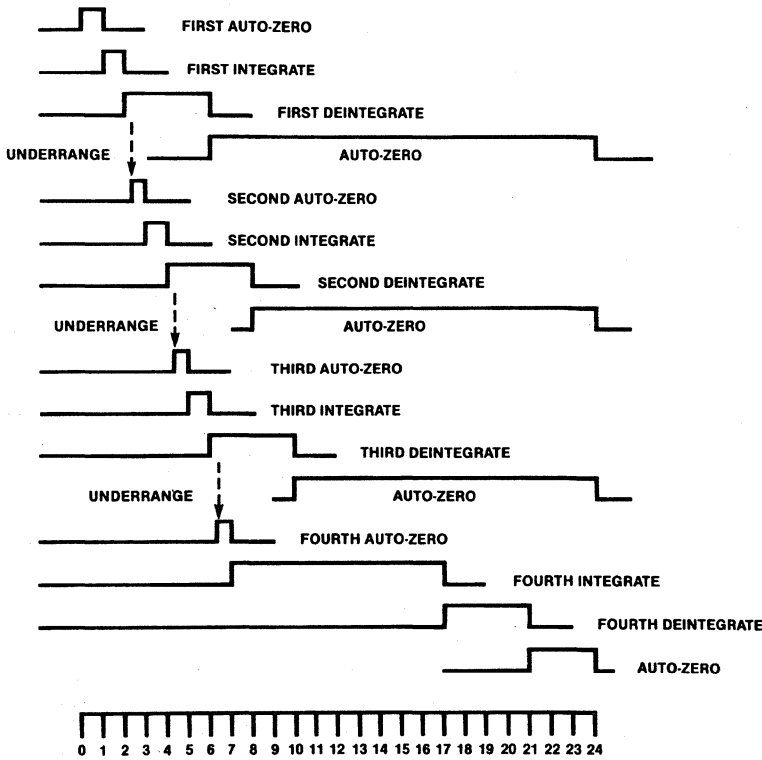 FIRST AUTO-ZERO
FIRST INTEGRATE
FIRST DEINTEGRATE
UNDERRANGE
AUTO-ZERO
SECOND AUTO-ZERO
SECOND INTEGRATE
SECOND DEINTEGRATE
UNDERRANGE
AUTO-ZERO
THIRD AUTO-ZERO
THIRD INTEGRATE
THIRD DEINTEGRATE
UNDERRANGE
AUTO-ZERO
FOURTH AUTO-ZERO
FOURTH INTEGRATE
FOURTH DEINTEGRATE
AUTO-ZERO
0 1 2 3 4 5 6 7 8 9 10 11 12 13 14 15 16 17 18 19 20 21 22 23 24